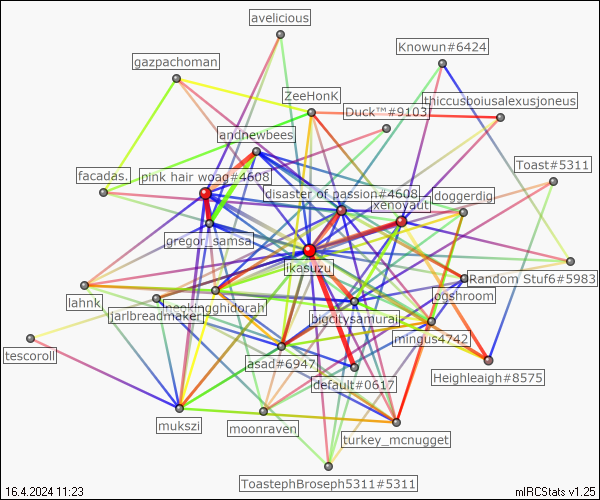 avelicious
Knowun#6424
gazpachoman
ZeeHonK
thiccusboiusalexusjoneus
Duck™#9103
andnewbees
Toast#5311
facadas.
pink hair woag#4608
disaster of passion#4608
doggerdig
xenoyaut
gregor_samsa
ikasuzu
Random Stuf6#5983
ogshroom
lahnk
meokingghidorah
jarlbreadmaker
bigcitysamurai
mingus4742
tescoroll
asad#6947
default#0617
Heighleaigh#8575
mukszi
moonraven
turkey_mcnugget
ToastephBroseph5311#5311
16.4.2024 11:23
mIRCStats v1.25